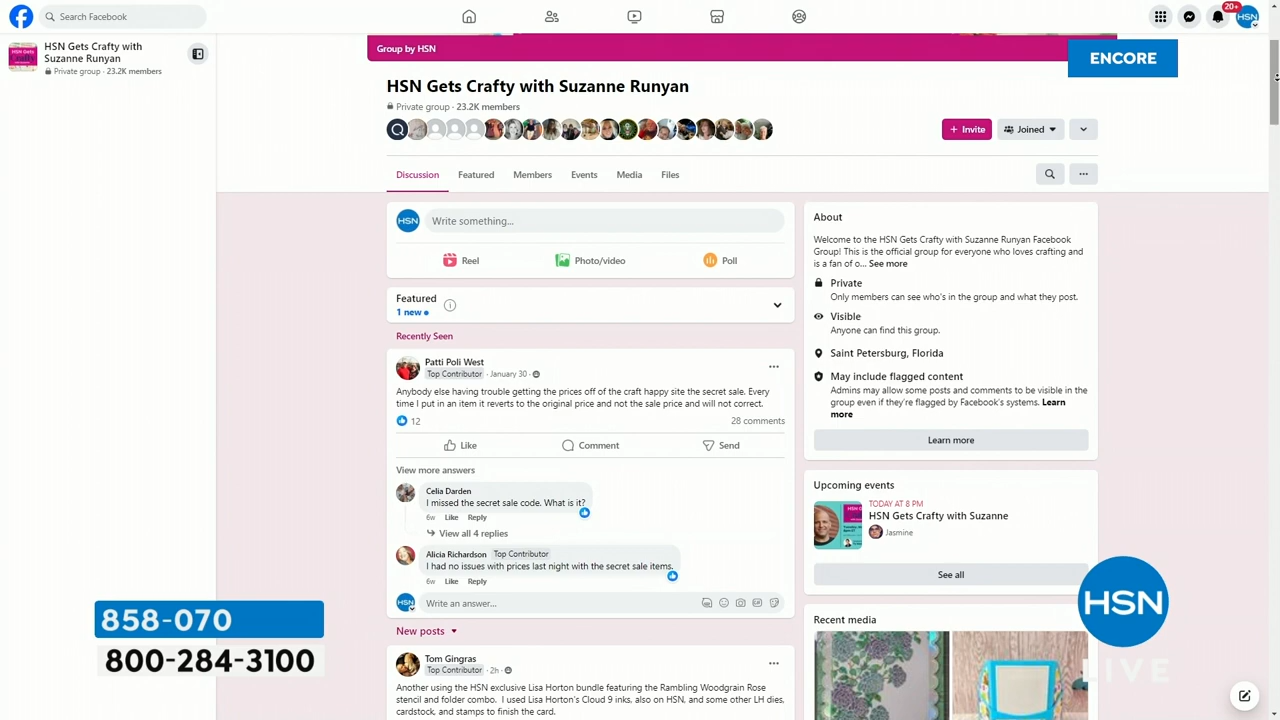 Search Facebook
20+
HSN
HSN Gets Crafty with
Suzanne Runyan
Private group · 23.2K members
Group by HSN
ENCORE
HSN Gets Crafty with Suzanne Runyan
Private group · 23.2K members
+ Invite
Joined
Discussion
Featured
Members
Events
Media
Files
HSN
Write something...
Reel
Photo/video
Poll
Featured
1 new
Recently Seen
Patti Poli West
Top Contributor · January 30 ·
Anybody else having trouble getting the prices off of the craft happy site the secret sale. Every
time I put in an item it reverts to the original price and not the sale price and will not correct.
12
28 comments
Like
Comment
Send
View more answers
Celia Darden
I missed the secret sale code. What is it?
6w Like Reply
View all 4 replies
Alicia Richardson Top Contributor
I had no issues with prices last night with the secret sale items.
6w Like Reply
HSN
Write an answer...
New posts
Tom Gingras
Top Contributor · 2h ·
Another using the HSN exclusive Lisa Horton bundle featuring the Rambling Woodgrain Rose
stencil and folder combo. I used Lisa Horton's Cloud 9 inks, also on HSN, and some other LH dies,
cardstock, and stamps to finish the card.
About
Welcome to the HSN Gets Crafty with Suzanne Runyan Facebook
Group! This is the official group for everyone who loves crafting and
is a fan of o... See more
Private
Only members can see who's in the group and what they post.
Visible
Anyone can find this group.
Saint Petersburg, Florida
May include flagged content
Admins may allow some posts and comments to be visible in the
group even if they're flagged by Facebook's systems. Learn
more
Learn more
Upcoming events
TODAY AT 8 PM
HSN Gets Crafty with Suzanne
Jasmine
See all
Recent media
858-070
800-284-3100
HSN
LIVE